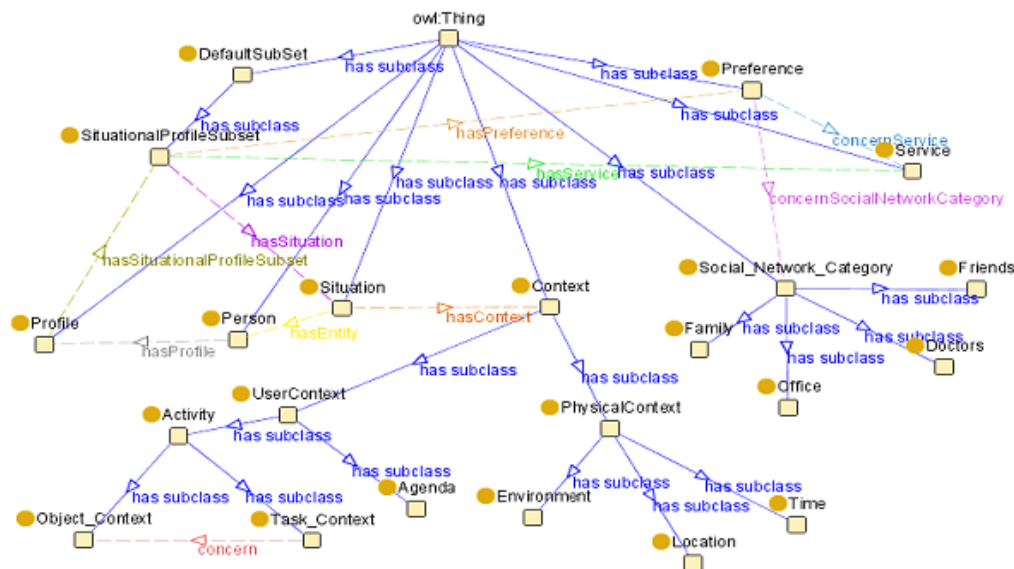 owl:Thing
DefaultSubSet
has subclass
has subclass
Preference
has subclass
has subclass
SituationalProfileSubset
hasPreference
concernService
Service
hasService
has subclass
has subclass
has subclass
has subclass
has subclass
concernSocialNetworkCategory
hasSituation
hasSituationalProfileSubset
Social_Network_Category
Friends
Situation
Context
has subclass
Profile
Person
hasEntity
hasContext
hasProfile
Family
has subclass
has subclass
Doctors
has subclass
Office
has subclass
has subclass
UserContext
Activity
has subclass
PhysicalContext
has subclass
Agenda
has subclass
has subclass
Environment
has subclass
has subclass
has subclass
Time
Object_Context
Task_Context
concern
Location